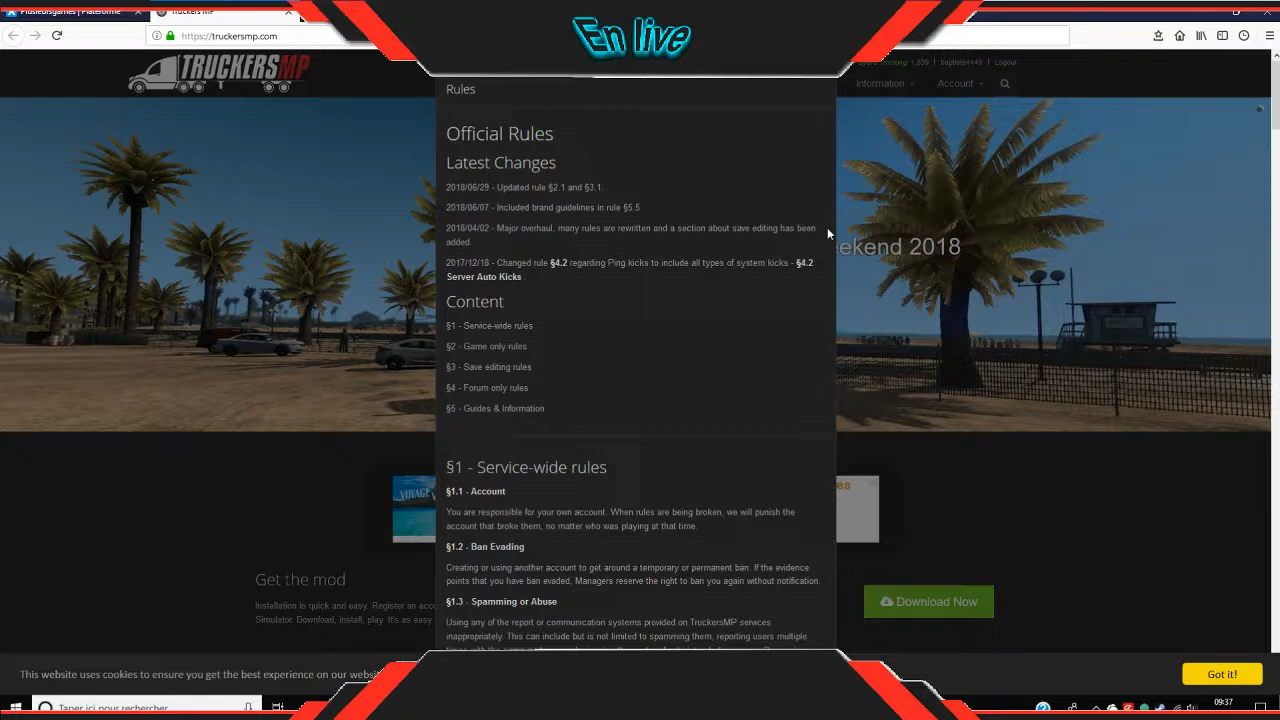 Truckers MP
https://truckersmp.com
En live
TRUCKERSMP
Logout
Information
Account
Rules
Official Rules
Latest Changes
2018/06/29 - Updated rule §2.1 and §3.1.
2018/06/07 - Included brand guidelines in rule §5.5
2018/04/02 - Major overhaul, many rules are rewritten and a section about save editing has been
added.
2017/12/18 - Changed rule §4.2 regarding Ping kicks to include all types of system kicks - §4.2
Server Auto Kicks
ekend 2018
Content
§1 - Service-wide rules
§2 - Game only rules
§3 - Save editing rules
§4 - Forum only rules
§5 - Guides & Information
§1 - Service-wide rules
§1.1 - Account
You are responsible for your own account. When rules are being broken, we will punish the
account that broke them, no matter who was playing at that time.
§1.2 - Ban Evading
Creating or using another account to get around a temporary or permanent ban. If the evidence
points that you have ban evaded, Managers reserve the right to ban you again without notification.
§1.3 - Spamming or Abuse
Using any of the report or communication systems provided on TruckersMP services
inappropriately. This can include but is not limited to spamming them, reporting users multiple
VOYAGE
es
Get the mod
Installation is quick and easy. Register an acco
Simulator. Download, install, play. It's as easy
Download Now
This website uses cookies to ensure you get the best experience on our webs
Got it!
Taper ici pour rechercher
09:37